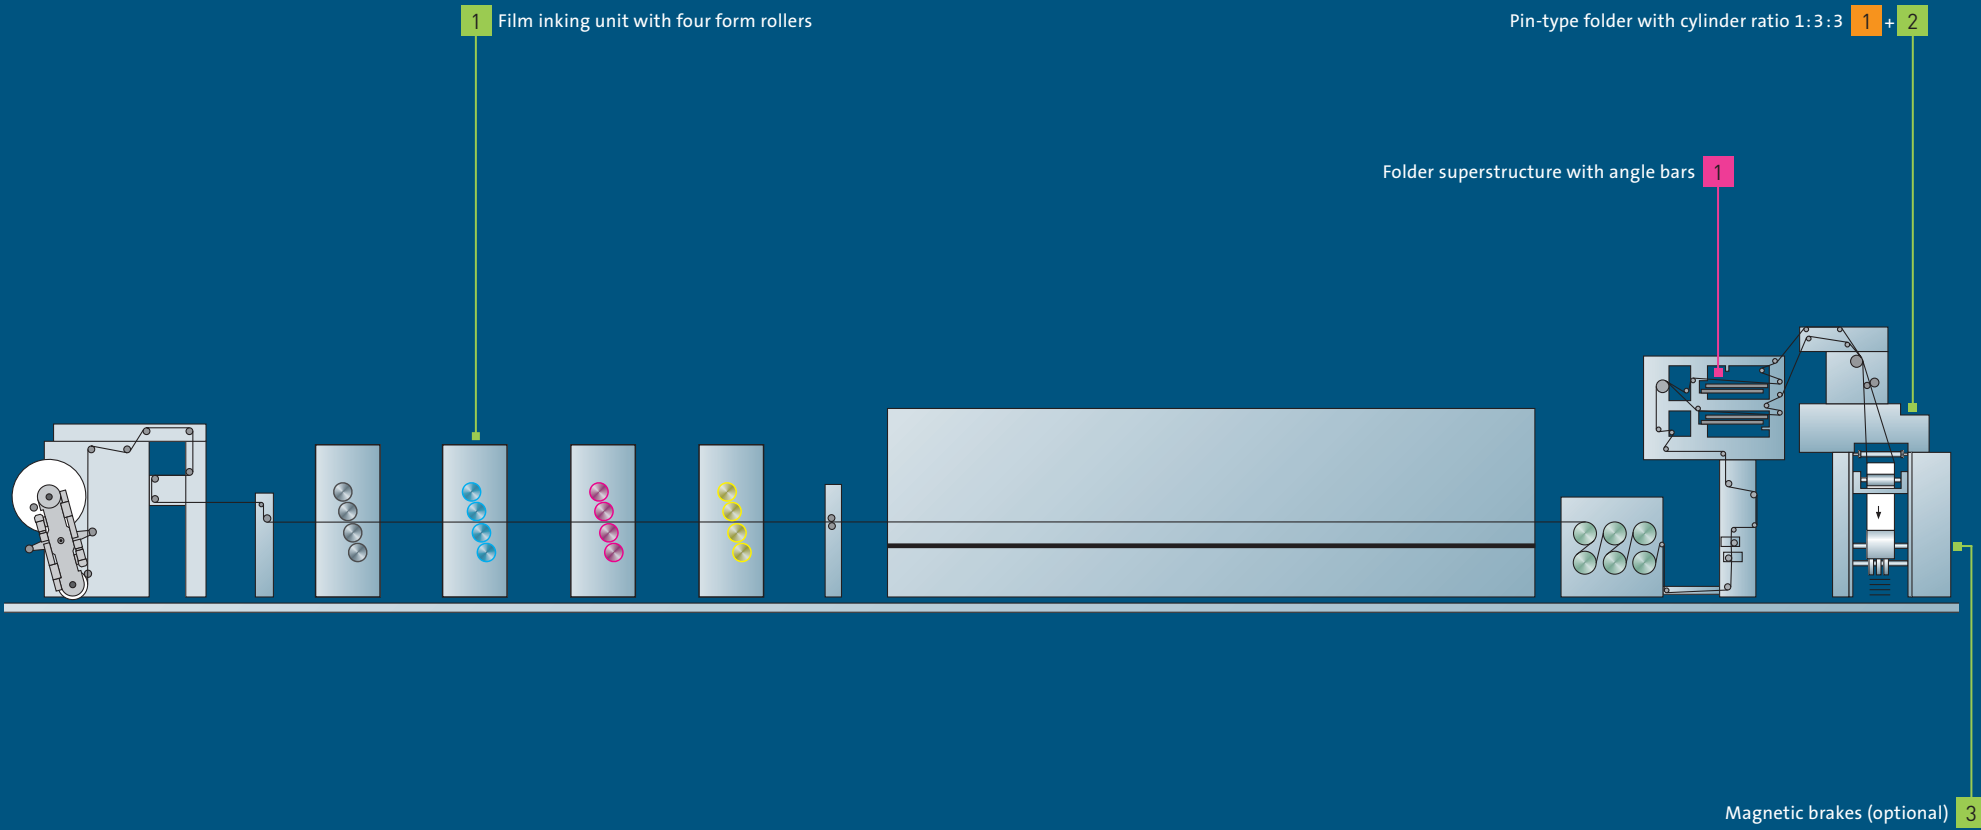 1 Film inking unit with four form rollers
Pin-type folder with cylinder ratio 1:3:3 1 + 2
Folder superstructure with angle bars 1
Magnetic brakes (optional) 3